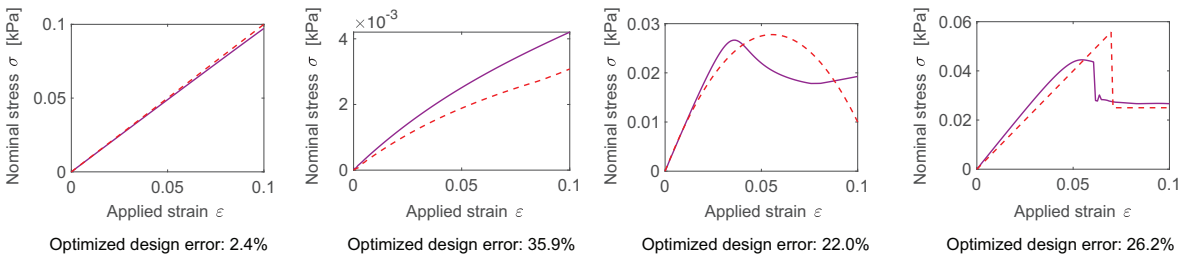 Nominal stress σ [kPa]
0.1
0.05
0
0
0.05
0.1
Applied strain ε
Optimized design error: 2.4%
Nominal stress σ [kPa]
×10⁻³
4
2
0
0
0.05
0.1
Applied strain ε
Optimized design error: 35.9%
Nominal stress σ [kPa]
0.03
0.02
0.01
0
0
0.05
0.1
Applied strain ε
Optimized design error: 22.0%
Nominal stress σ [kPa]
0.06
0.04
0.02
0
0
0.05
0.1
Applied strain ε
Optimized design error: 26.2%